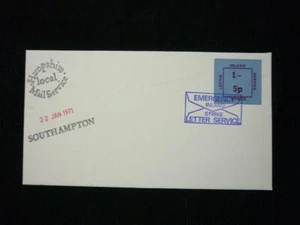 Hampshire
local
Mail Service
22 JAN 1971
SOUTHAMPTON
1/-
5p
EMERGENCY
STRIKE
LETTER SERVICE